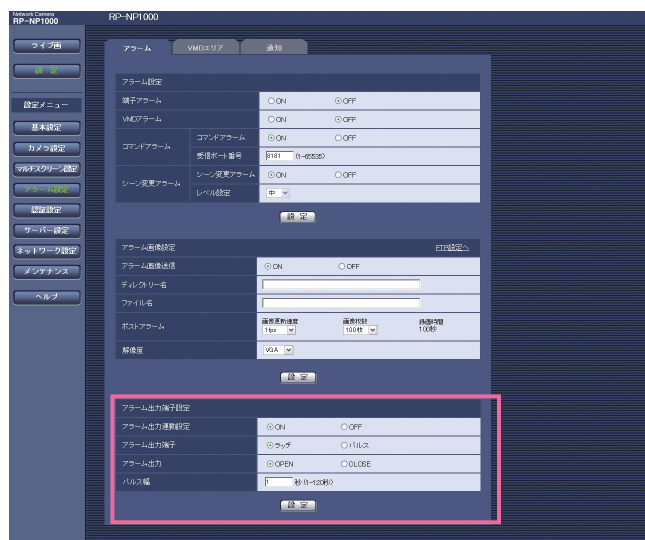 Network Camera
RP-NP1000
RP-NP1000
ライブ画
設 定
設定メニュー
基本設定
カメラ設定
マルチスクリーン設定
アラーム設定
認証設定
サーバー設定
ネットワーク設定
メンテナンス
ヘルプ
アラーム VMDエリア 通知
アラーム設定
端子アラーム ON OFF
VMDアラーム ON OFF
コマンドアラーム コマンドアラーム ON OFF
受信ポート番号 8181 (1-65535)
シーン変更アラーム シーン変更アラーム ON OFF
レベル設定 中
設 定
アラーム画像設定 FTP設定へ
アラーム画像送信 ON OFF
ディレクトリー名
ファイル名
ポストアラーム 画像更新速度 画像枚数 録画時間
1fps 100枚 100秒
解像度 VGA
設 定
アラーム出力端子設定
アラーム出力連動設定 ON OFF
アラーム出力端子 ラッチ パルス
アラーム出力 OPEN CLOSE
パルス幅 1 秒 (1-120秒)
設 定